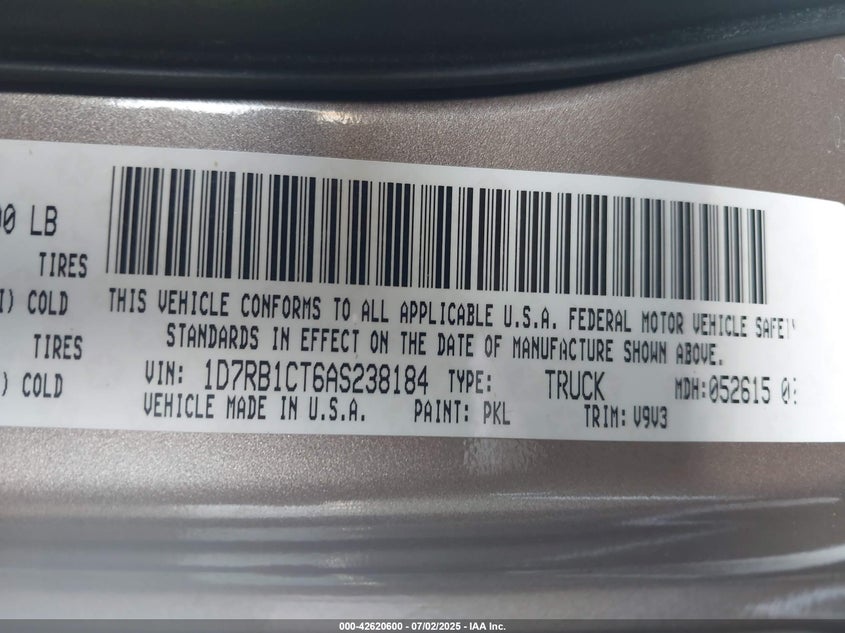 00 LB
TIRES
I) COLD
TIRES
) COLD
THIS VEHICLE CONFORMS TO ALL APPLICABLE U.S.A. FEDERAL MOTOR VEHICLE SAFETY
STANDARDS IN EFFECT ON THE DATE OF MANUFACTURE SHOWN ABOVE.
VIN: 1D7RB1CT6AS238184 TYPE: TRUCK MDH:052615 0
VEHICLE MADE IN U.S.A. PAINT: PKL TRIM: V9V3
000-42620600 / 07/02/2025 - IAA Inc.